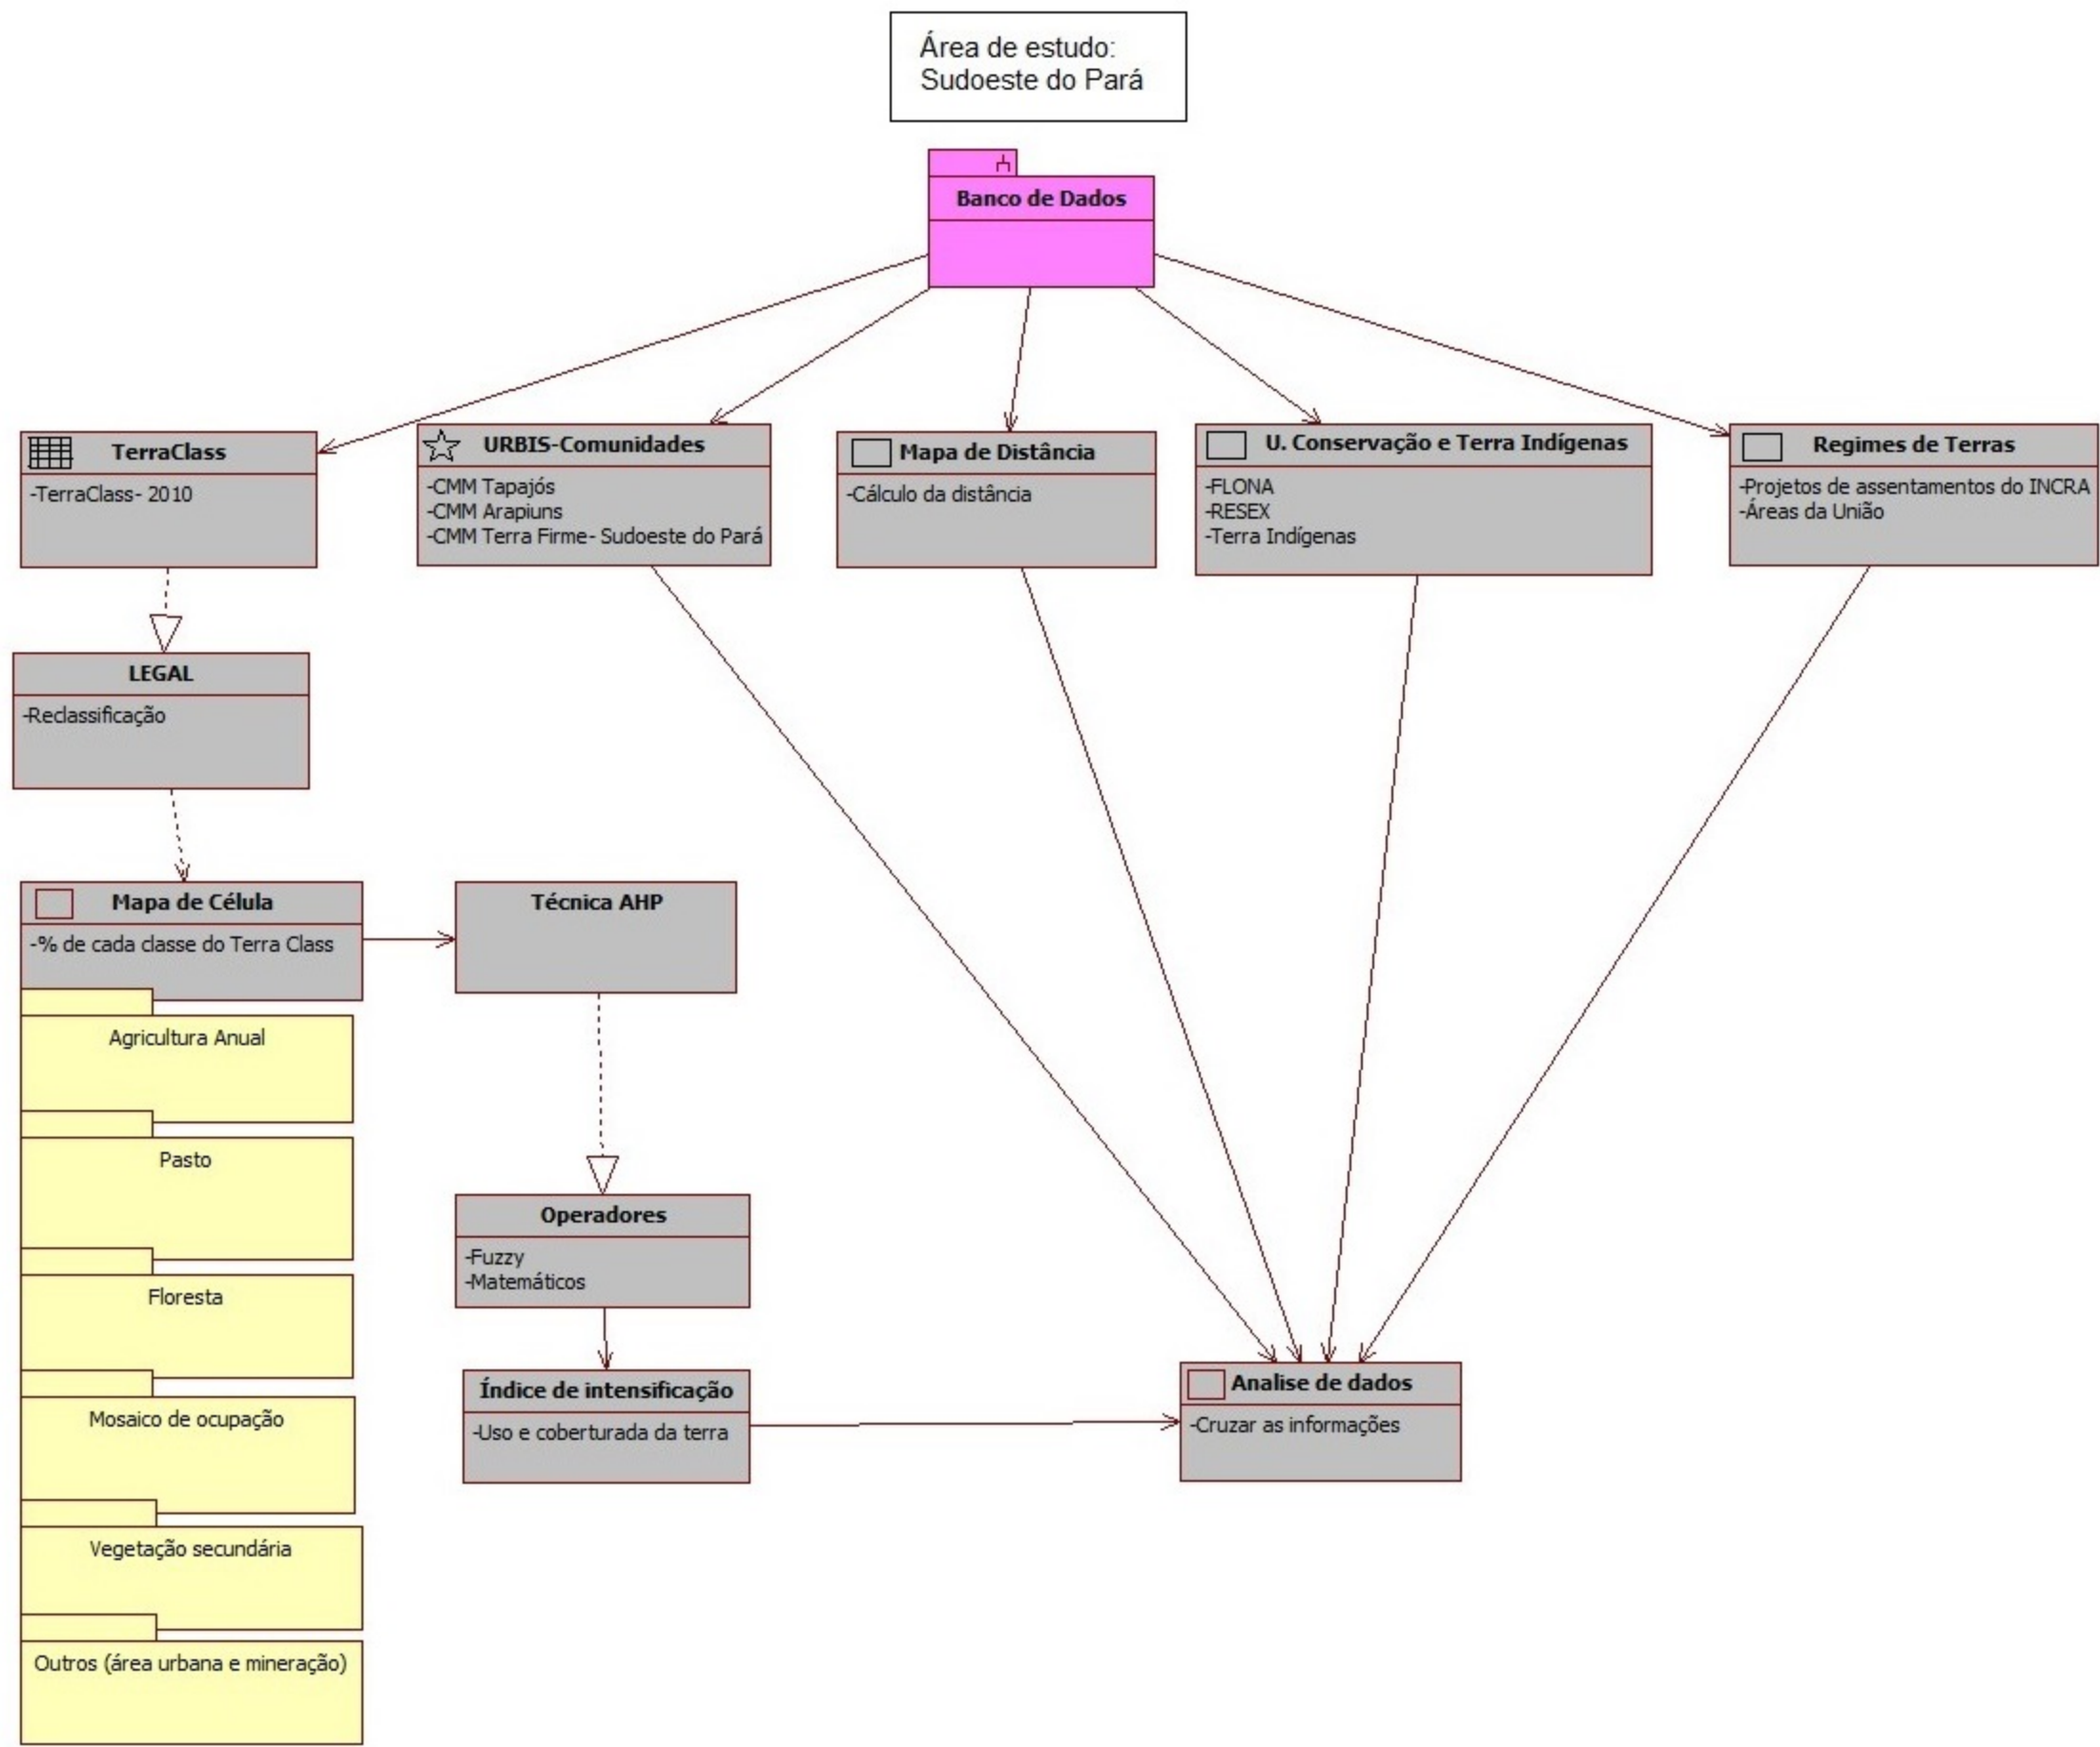 Área de estudo:
Sudoeste do Pará
Banco de Dados
TerraClass
-TerraClass- 2010
URBIS-Comunidades
-CMM Tapajós
-CMM Arapiuns
-CMM Terra Firme- Sudoeste do Pará
Mapa de Distância
-Cálculo da distância
U. Conservação e Terra Indígenas
-FLONA
-RESEX
-Terra Indígenas
Regimes de Terras
-Projetos de assentamentos do INCRA
-Áreas da União
LEGAL
-Reclassificação
Mapa de Célula
-% de cada classe do Terra Class
Técnica AHP
Agricultura Anual
Pasto
Floresta
Mosaico de ocupação
Vegetação secundária
Outros (área urbana e mineração)
Operadores
-Fuzzy
-Matemáticos
Índice de intensificação
-Uso e coberturada da terra
Analise de dados
-Cruzar as informações